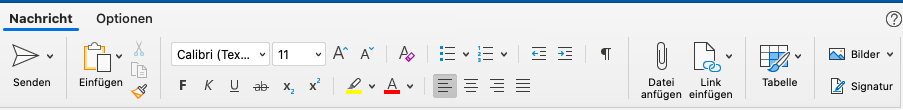 Nachricht Optionen
Calibri (Tex... 11 A A A
F K U ab x₂ x²  A
Senden
Einfügen
Datei anfügen
Link einfügen
Tabelle
Bilder
Signatur